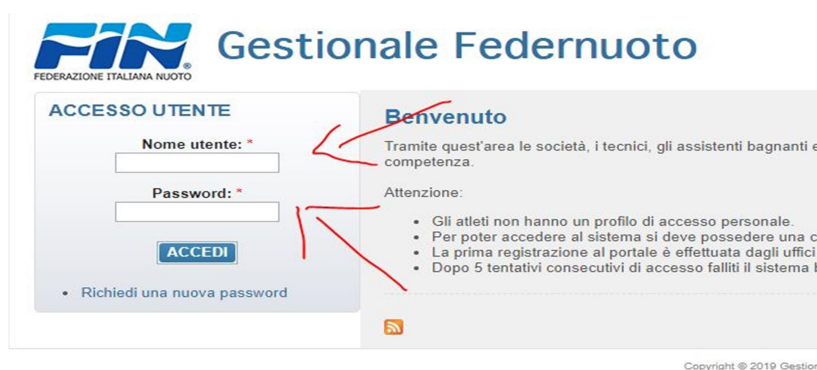 FIN
FEDERAZIONE ITALIANA NUOTO
Gestionale Federnuoto
ACCESSO UTENTE
Nome utente: *
Password: *
ACCEDI
• Richiedi una nuova password
Benvenuto
Tramite quest'area le società, i tecnici, gli assistenti bagnanti e
competenza.
Attenzione:
• Gli atleti non hanno un profilo di accesso personale.
• Per poter accedere al sistema si deve possedere una c
• La prima registrazione al portale è effettuata dagli uffici
• Dopo 5 tentativi consecutivi di accesso falliti il sistema b
Copyright © 2019 Gestion